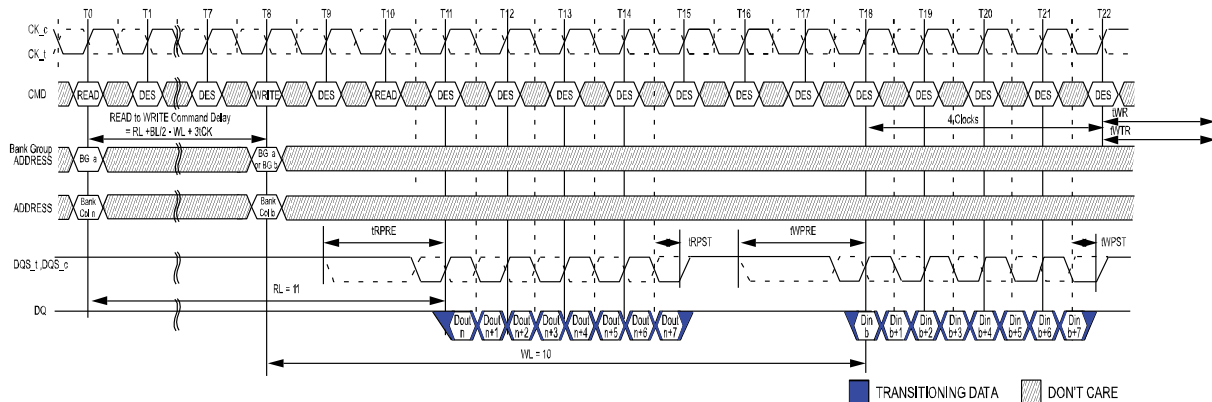 T0 T1 T7 T8 T9 T10 T11 T12 T13 T14 T15 T16 T17 T18 T19 T20 T21 T22
CK_c
CK_t
CMD READ DES DES WRITE DES READ DES DES DES DES DES DES DES DES DES DES DES DES
READ to WRITE Command Delay
= RL +BL/2 - WL + 3tCK
4 Clocks
tWR
tWTR
Bank Group
ADDRESS
BG a
BG a
or BG b
ADDRESS
Bank
Col n
Bank
Col b
tRPRE
tRPST
tWPRE
tWPST
DQS_t,DQS_c
RL = 11
DQ
Dout
n
Dout
n+1
Dout
n+2
Dout
n+3
Dout
n+4
Dout
n+5
Dout
n+6
Dout
n+7
Din
b
Din
b+1
Din
b+2
Din
b+3
Din
b+4
Din
b+5
Din
b+6
Din
b+7
WL = 10
TRANSITIONING DATA
DON'T CARE